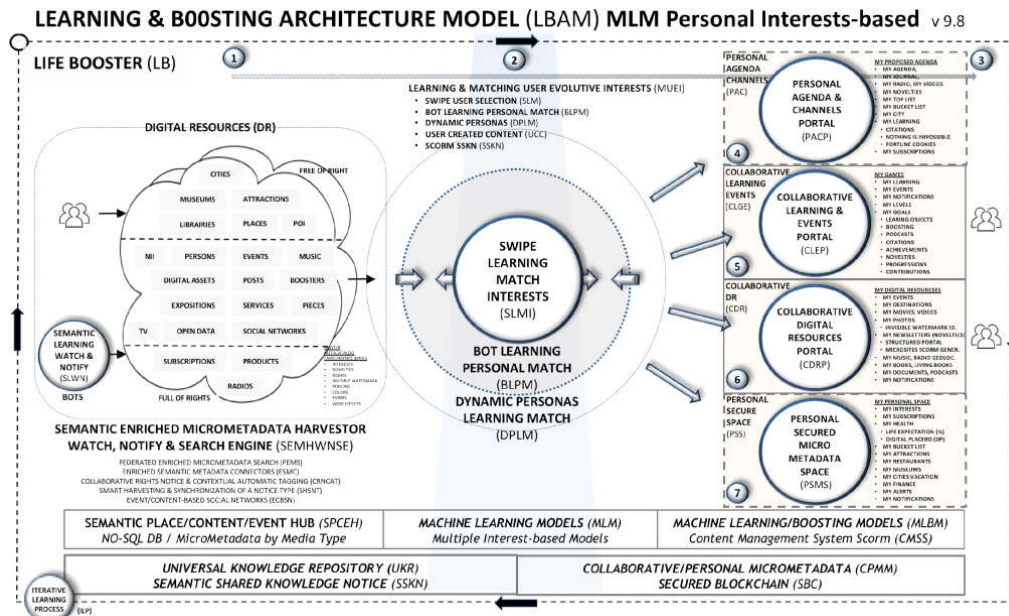 LEARNING & B00STING ARCHITECTURE MODEL (LBAM) MLM Personal Interests-based v 9.8
LIFE BOOSTER (LB)
1
2
3
LEARNING & MATCHING USER EVOLUTIVE INTERESTS (MUEI)
• SWIPE USER SELECTION (SLM)
• BOT LEARNING PERSONAL MATCH (BLPM)
• DYNAMIC PERSONAS (DPLM)
• USER CREATED CONTENT (UCC)
• SCORM SSKN (SSKN)
DIGITAL RESOURCES (DR)
CITIES
FREE OF RIGHT
MUSEUMS ATTRACTIONS
LIBRAIRIES PLACES POI
NII PERSONS EVENTS MUSIC
DIGITAL ASSETS POSTS BOOSTERS
EXPOSITIONS SERVICES PIECES
TV OPEN DATA SOCIAL NETWORKS
SUBSCRIPTIONS PRODUCTS
RADIOS
FULL OF RIGHTS
SEMANTIC
LEARNING
WATCH &
NOTIFY
(SLWN)
BOTS
• INTERESTS
• NOVELTIES
• RIGHTS
• PERIODS
• COLORS
• FORMS
SEMANTIC ENRICHED MICROMETADATA HARVESTOR
WATCH, NOTIFY & SEARCH ENGINE (SEMHWNSE)
FEDERATED ENRICHED MICROMETADATA SEARCH (FEMS)
ENRICHED SEMANTIC METADATA CONNECTORS (ESMC)
COLLABORATIVE RIGHTS NOTICE & CONTEXTUAL AUTOMATIC TAGGING (CRNCAT)
SMART HARVESTING & SYNCHRONISATION OF A NOTICE TYPE (SHSNT)
EVENT/CONTENT-BASED SOCIAL NETWORKS (ECBSN)
SWIPE
LEARNING
MATCH
INTERESTS
(SLMI)
BOT LEARNING
PERSONAL MATCH
(BLPM)
DYNAMIC PERSONAS
LEARNING MATCH
(DPLM)
PERSONAL
AGENDA
CHANNELS
(PAC)
PERSONAL
AGENDA &
CHANNELS
PORTAL
(PACP)
4
MY PROPOSED AGENDA
• MY AGENDA,
• MY JOURNAL,
• MY RADIO, MY VIDEOS
• MY NOVELTIES
• MY TOP LIST
• MY BUCKET LIST
• MY CITY
• MY LEARNING
• CITATIONS
• NOTHING IS IMPOSSIBLE
• FORTUNE COOKIES
• MY SUBSCRIPTIONS
COLLABORATIVE
LEARNING
EVENTS
(CLGE)
COLLABORATIVE
LEARNING &
EVENTS
PORTAL
(CLEP)
5
MY GAMES
• MY LEARNING
• MY EVENTS
• MY NOTIFICATIONS
• MY LEVELS
• MY GOALS
• LEARING OBJECTS
• BOOSTING
• PODCASTS
• CITATIONS
• ACHIEVEMENTS
• NOVELTIES
• PROGRESSIONS
• CONTRIBUTIONS
COLLABORATIVE
DR
(CDR)
COLLABORATIVE
DIGITAL
RESOURCES
PORTAL
(CDRP)
6
MY DIGITAL RESOURCEES
• MY EVENTS
• MY DESTINATIONS
• MY MOVIES, VIDEOS
• MY PHOTOS
• INVISIBLE WATERMARK ID.
• MY NEWSLETTERS (NOVELTIES)
• STRUCTURED PORTAL
• MICROSITES SCORM GENER.
• MY MUSIC, RADIO GEOLOC.
• MY BOOKS, LIVING BOOKS
• MY DOCUMENTS, PODCASTS
• MY NOTIFICATIONS
PERSONAL
SECURE
SPACE
(PSS)
PERSONAL
SECURED
MICRO
METADATA
SPACE
(PSMS)
7
MY PERSONAL SPACE
• MY INTERESTS
• MY SUBSCRIPTIONS
• MY HEALTH
• LIFE EXPECTATION (%)
• DIGITAL PLACEBO (DP)
• MY BUCKET LIST
• MY ATTRACTIONS
• MY RESTAURANTS
• MY MUSEUMS
• MY CITIES VACATION
• MY FINANCE
• MY ALERTS
• MY NOTIFICATIONS
SEMANTIC PLACE/CONTENT/EVENT HUB (SPCEH)
NO-SQL DB / MicroMetadata by Media Type
MACHINE LEARNING MODELS (MLM)
Multiple Interest-based Models
MACHINE LEARNING/BOOSTING MODELS (MLBM)
Content Management System Scorm (CMSS)
UNIVERSAL KNOWLEDGE REPOSITORY (UKR)
SEMANTIC SHARED KNOWLEDGE NOTICE (SSKN)
COLLABORATIVE/PERSONAL MICROMETADATA (CPMM)
SECURED BLOCKCHAIN (SBC)
ITERATIVE
LEARNING
PROCESS
(ILP)